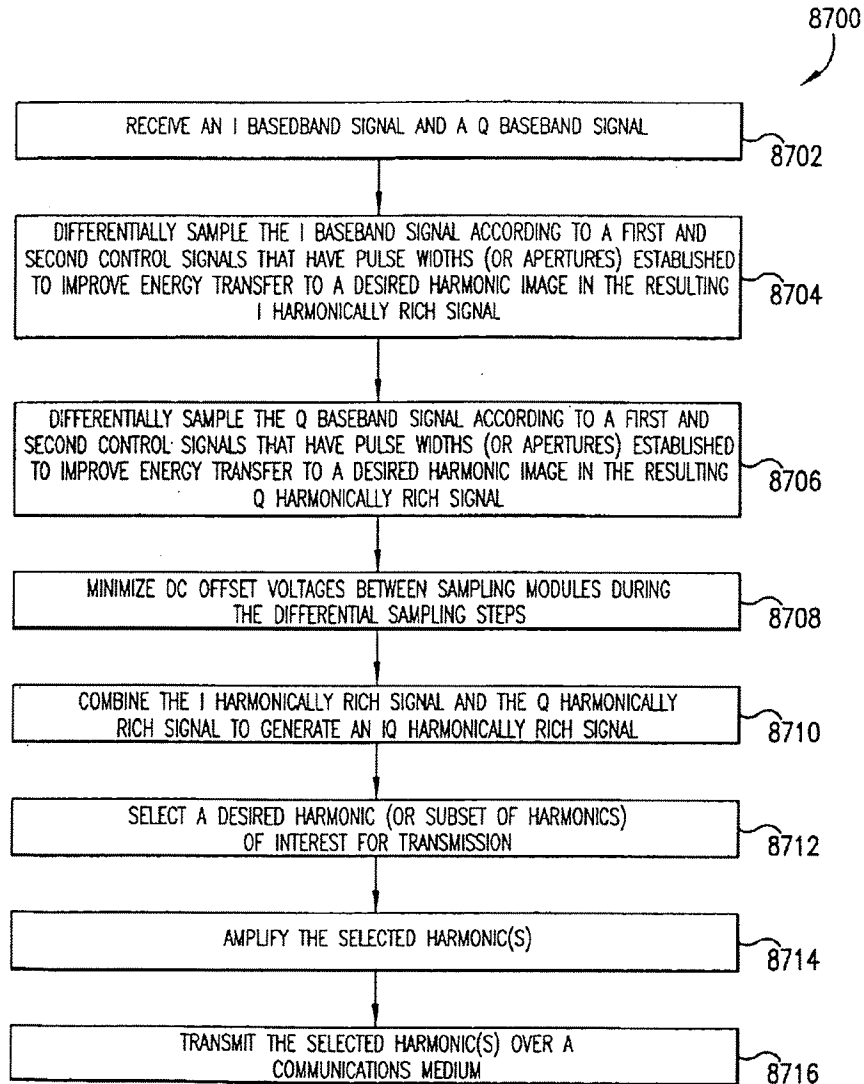 8700
RECEIVE AN I BASEDBAND SIGNAL AND A Q BASEBAND SIGNAL
8702
DIFFERENTIALLY SAMPLE THE I BASEBAND SIGNAL ACCORDING TO A FIRST AND
SECOND CONTROL SIGNALS THAT HAVE PULSE WIDTHS (OR APERTURES) ESTABLISHED
TO IMPROVE ENERGY TRANSFER TO A DESIRED HARMONIC IMAGE IN THE RESULTING
I HARMONICALLY RICH SIGNAL
8704
DIFFERENTIALLY SAMPLE THE Q BASEBAND SIGNAL ACCORDING TO A FIRST AND
SECOND CONTROL SIGNALS THAT HAVE PULSE WIDTHS (OR APERTURES) ESTABLISHED
TO IMPROVE ENERGY TRANSFER TO A DESIRED HARMONIC IMAGE IN THE RESULTING
Q HARMONICALLY RICH SIGNAL
8706
MINIMIZE DC OFFSET VOLTAGES BETWEEN SAMPLING MODULES DURING
THE DIFFERENTIAL SAMPLING STEPS
8708
COMBINE THE I HARMONICALLY RICH SIGNAL AND THE Q HARMONICALLY
RICH SIGNAL TO GENERATE AN IQ HARMONICALLY RICH SIGNAL
8710
SELECT A DESIRED HARMONIC (OR SUBSET OF HARMONICS)
OF INTEREST FOR TRANSMISSION
8712
AMPLIFY THE SELECTED HARMONIC(S)
8714
TRANSMIT THE SELECTED HARMONIC(S) OVER A
COMMUNICATIONS MEDIUM
8716